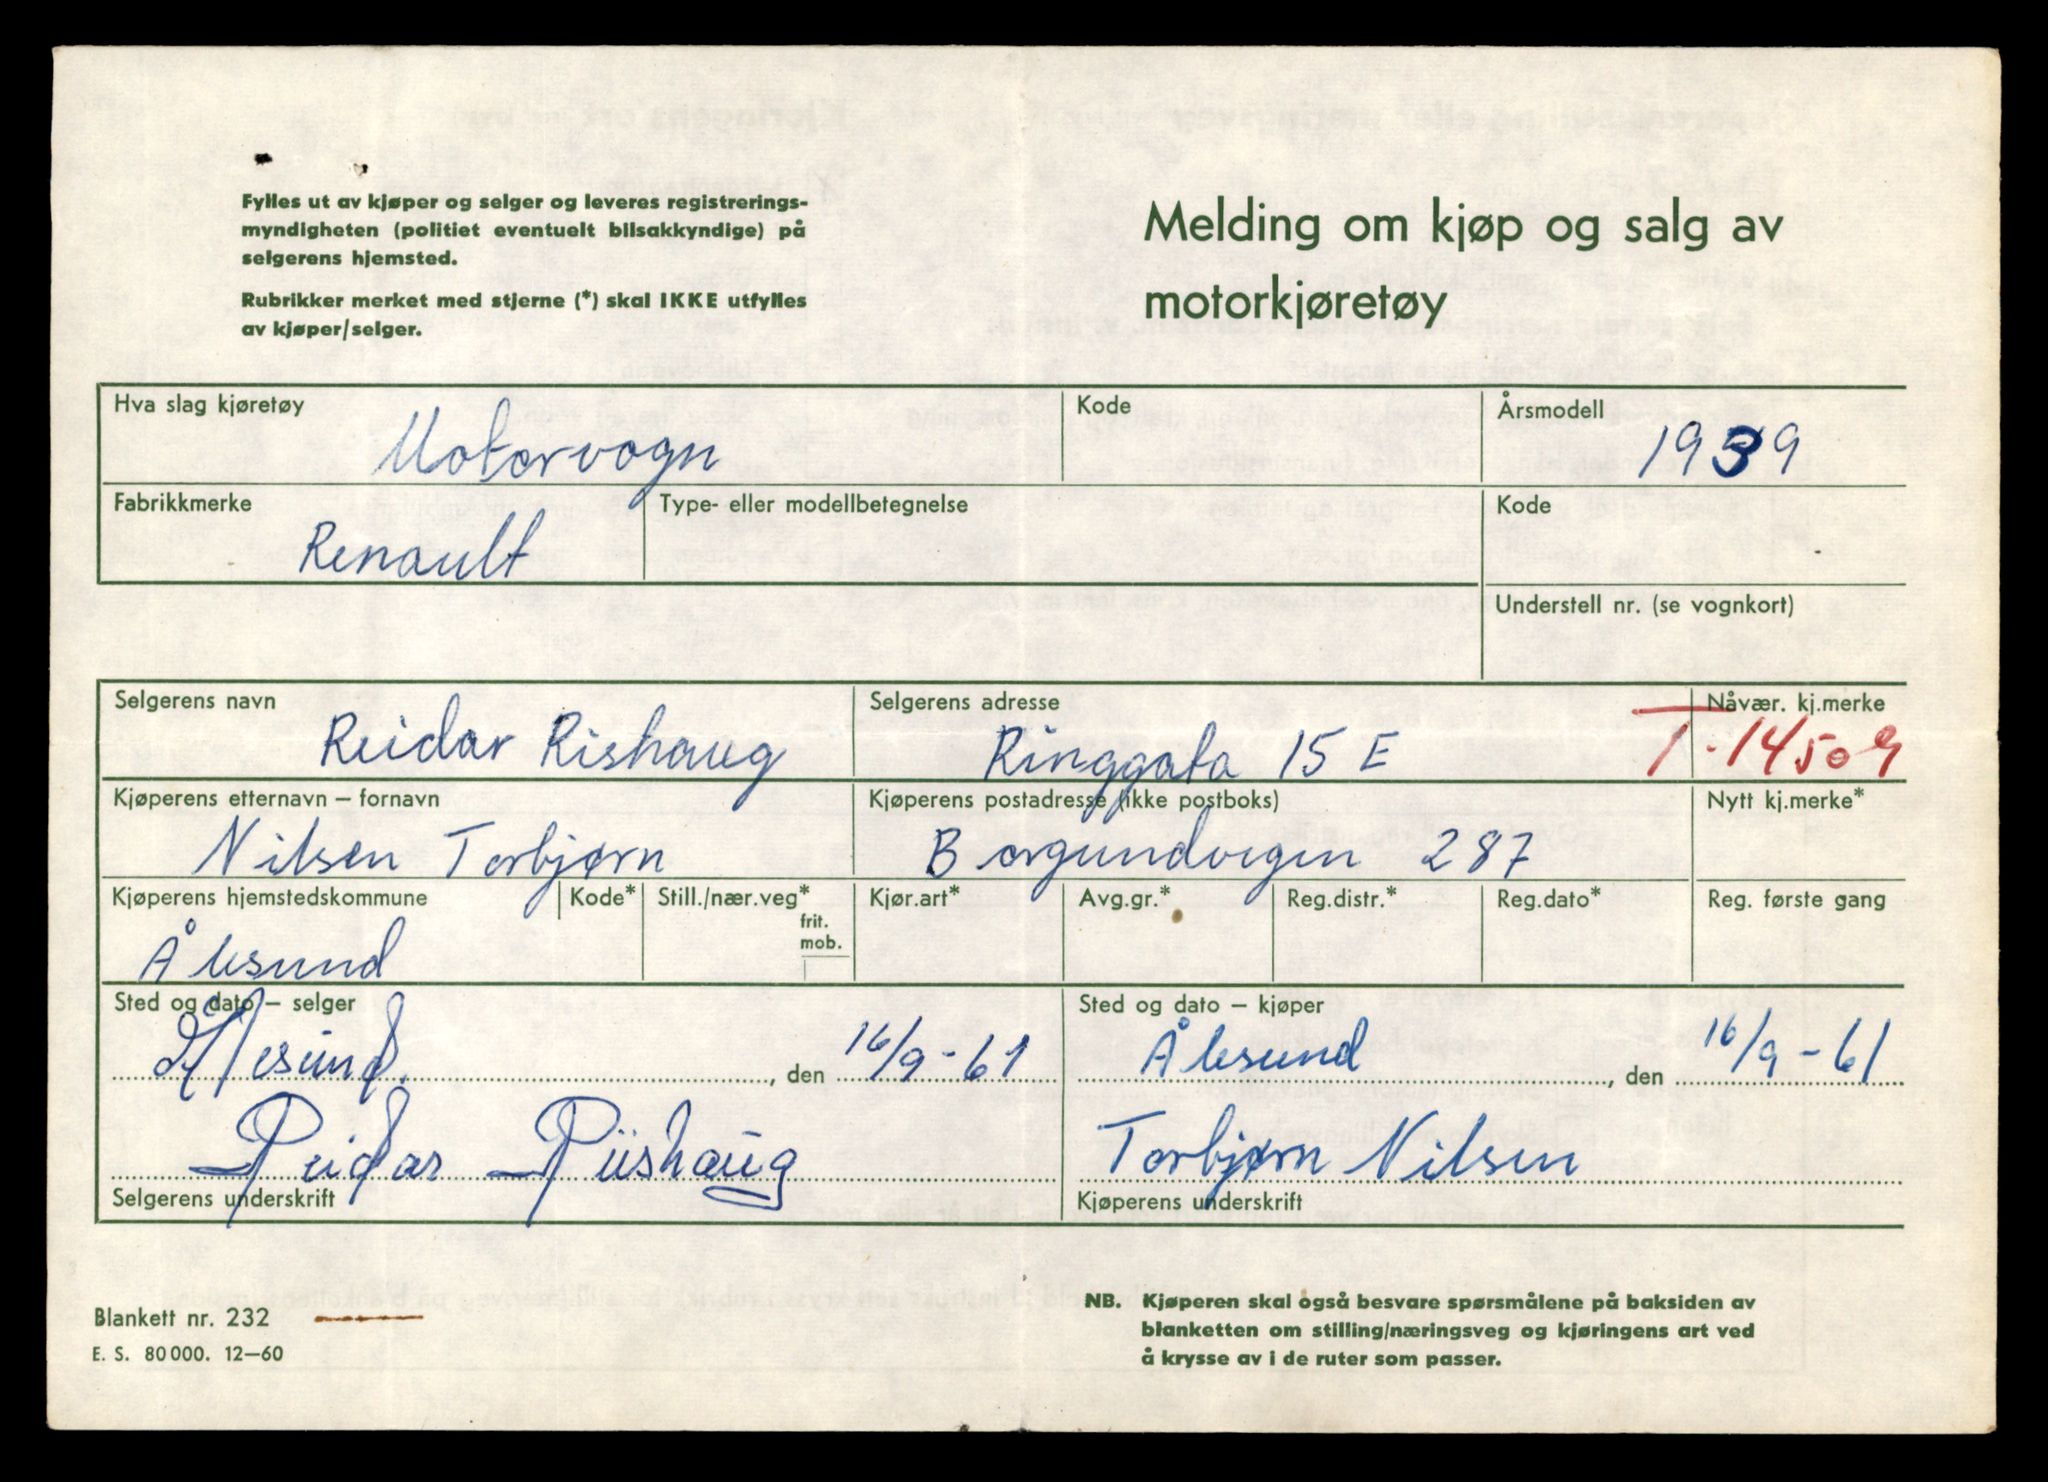 Fylles ut av kjøper og selger og leveres registrerings-
myndigheten (politiet eventuelt bilsakkyndige) på
selgerens hjemsted.
Rubrikker merket med stjerne (*) skal IKKE utfylles
av kjøper/selger.
Melding om kjøp og salg av
motorkjøretøy
Hva slag kjøretøy
Motorvogn
Kode
Årsmodell
1939
Fabrikkmerke
Renault
Type- eller modellbetegnelse
Kode
Understell nr. (se vognkort)
Selgerens navn
Reidar Rishaug
Selgerens adresse
Ringgata 15 E
Nåvær. kj.merke
T-14509
Kjøperens etternavn – fornavn
Nilsen Torbjørn
Kjøperens postadresse (ikke postboks)
Borgundvegen 287
Nytt kj.merke*
Kjøperens hjemstedskommune
Ålesund
Kode*
Still./nær.veg*
frit.
mob.
Kjør.art*
Avg.gr.*
Reg.distr.*
Reg.dato*
Reg. første gang
Sted og dato – selger
Ålesund, den 16/9-61
Sted og dato – kjøper
Ålesund, den 16/9-61
Reidar Riishaug
Selgerens underskrift
Torbjørn Nilsen
Kjøperens underskrift
Blankett nr. 232
E. S. 80 000. 12–60
NB. Kjøperen skal også besvare spørsmålene på baksiden av
blanketten om stilling/næringsveg og kjøringens art ved
å krysse av i de ruter som passer.